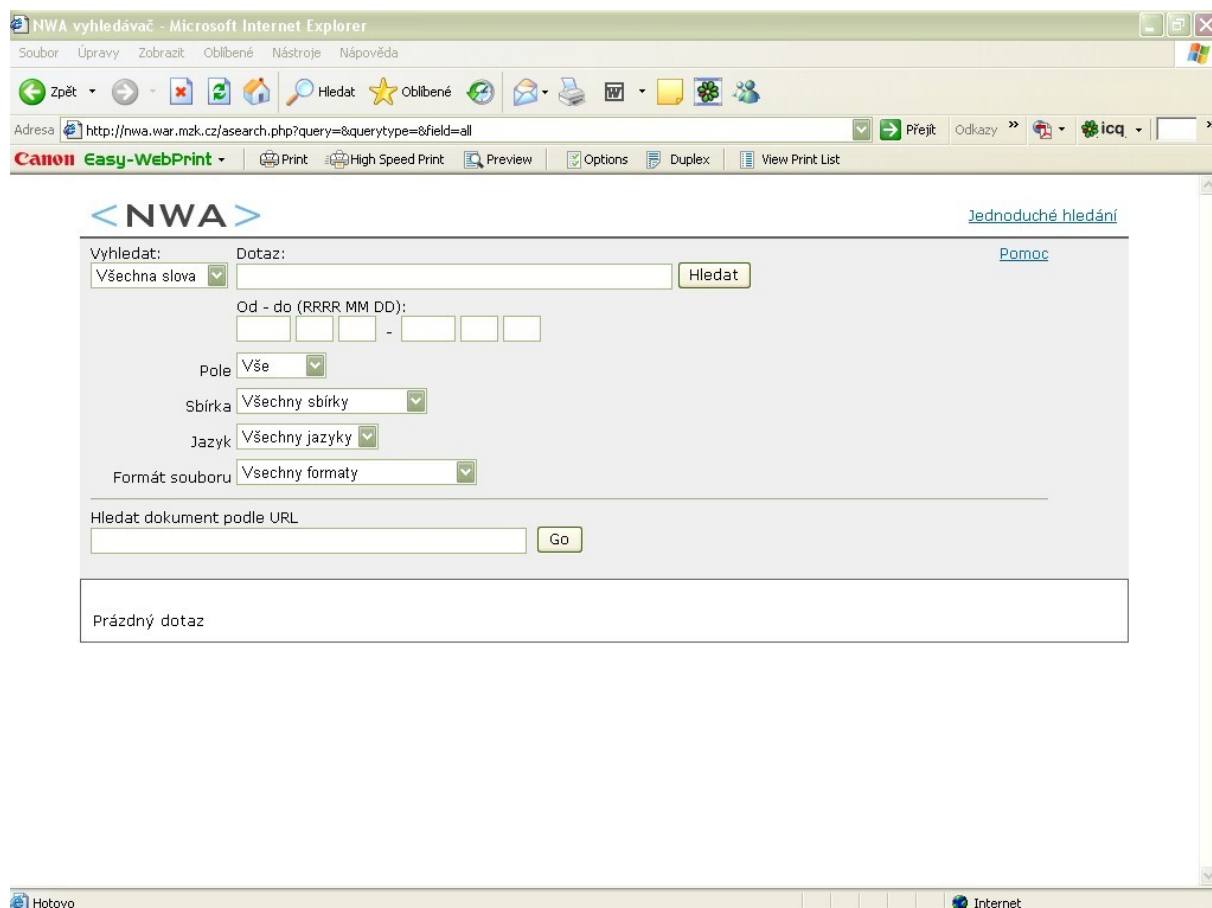 NWA vyhledávač - Microsoft Internet Explorer
Soubor Úpravy Zobrazit Oblíbené Nástroje Nápověda
Zpět Hledat Oblíbené
Adresa http://nwa.war.mzk.cz/asearch.php?query=&querytype=&field=all Přejít Odkazy » icq »
Canon Easy-WebPrint Print High Speed Print Preview Options Duplex View Print List
<NWA> Jednoduché hledání
Vyhledat: Dotaz: Pomoc
Všechna slova Hledat
Od - do (RRRR MM DD):
-
Pole Vše
Sbírka Všechny sbírky
Jazyk Všechny jazyky
Formát souboru Vsechny formaty
Hledat dokument podle URL
Go
Prázdný dotaz
Hotovo Internet